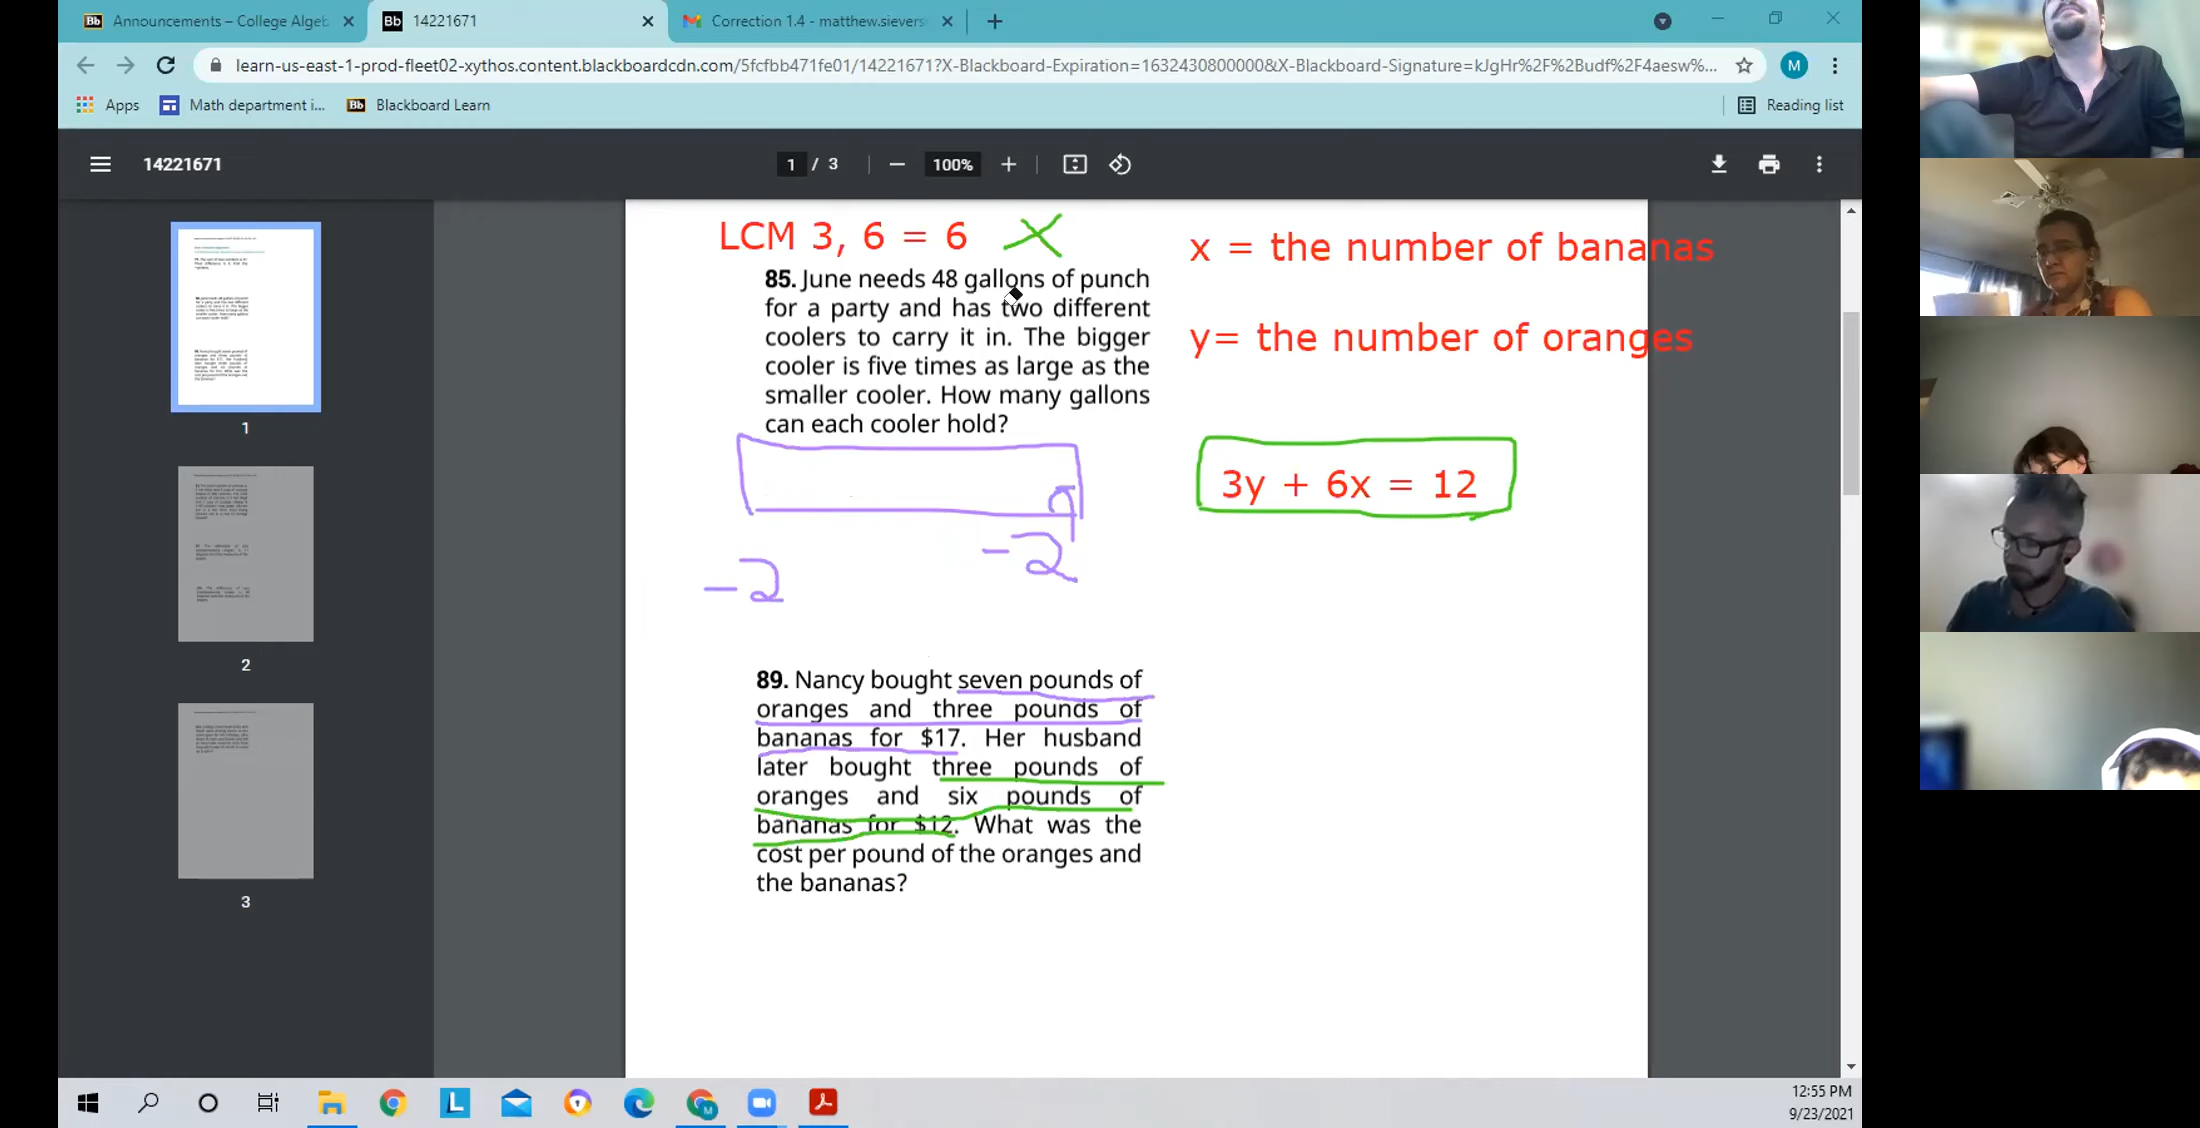 Announcements – College Algeb
14221671
Correction 1.4 - matthew.sievers
learn-us-east-1-prod-fleet02-xythos.content.blackboardcdn.com/5fcfbb471fe01/14221671?X-Blackboard-Expiration=1632430800000&X-Blackboard-Signature=kJgHr%2F%2Budf%2F4aesw%...
M
Apps
Math department i...
Bb
Blackboard Learn
Reading list
14221671
1 / 3
100%
LCM 3, 6 = 6 X
85. June needs 48 gallons of punch
for a party and has two different
coolers to carry it in. The bigger
cooler is five times as large as the
smaller cooler. How many gallons
can each cooler hold?
x = the number of bananas
y= the number of oranges
3y + 6x = 12
9
-2
-2
89. Nancy bought seven pounds of
oranges and three pounds of
bananas for $17. Her husband
later bought three pounds of
oranges and six pounds of
bananas for $12. What was the
cost per pound of the oranges and
the bananas?
1
2
3
12:55 PM
9/23/2021